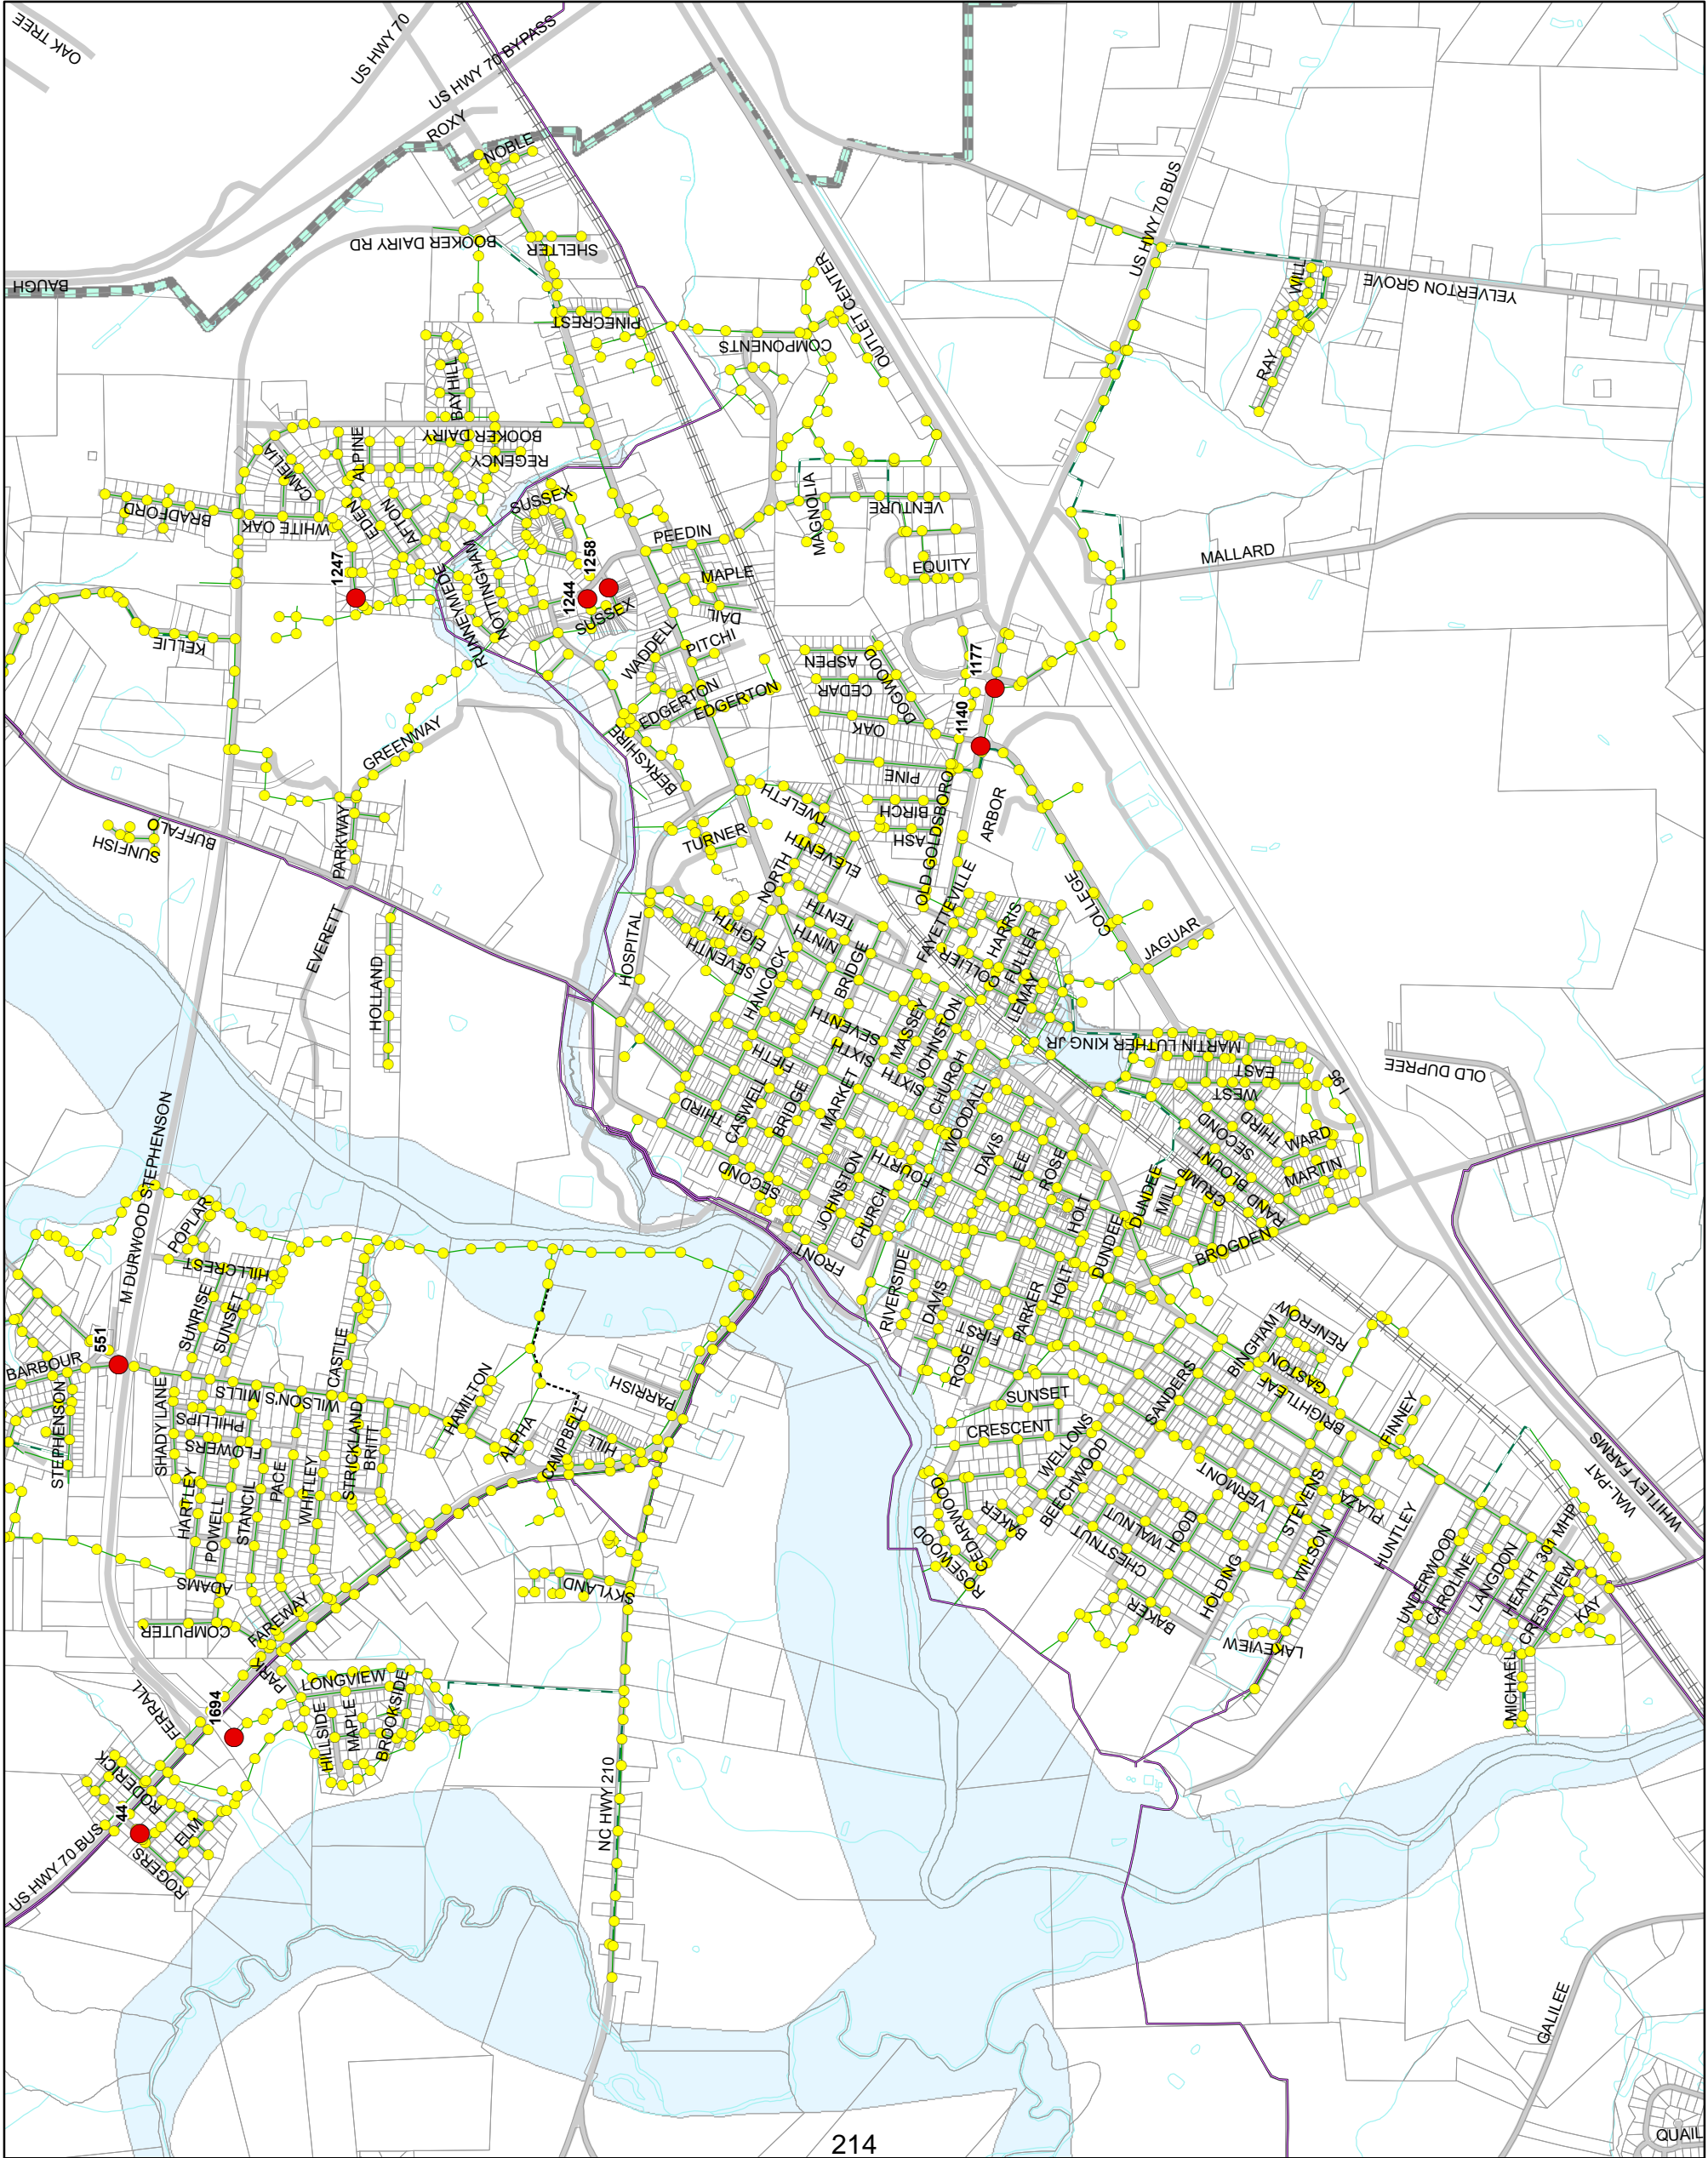 OAK TREE
US HWY 70
US HWY 70 BYPASS
ROXY
NOBLE
BOOKER DAIRY RD
SHELTER
BAUGH
OUTLET CENTER
US HWY 70 BUS
YELVERTON GROVE
WILL
PINECREST
COMPONENTS
RAY
BAY HILL
BOOKER DAIRY
REGENCY
ALPINE
CAMELIA
BRADFORD
WHITE OAK
EDEN
AFTON
SUSSEX
PEEDIN
MAGNOLIA
VENTURE
1247
1258
1244
NOTTINGHAM
RUNNEYMEDE
SUSSEX
MAPLE
DAIL
EQUITY
MALLARD
KELLIE
WADDELL
PITCHI
EDGERTON
EDGERTON
ASPEN
CEDAR
DOGWOOD
OAK
1177
1140
GREENWAY
BERKSHIRE
PINE
BIRCH
ASH
OLD GOLDSBORO
ARBOR
TWELFTH
ELEVENTH
TURNER
SUNFISH
BUFFALO
PARKWAY
EVERETT
HOLLAND
HOSPITAL
NORTH
TENTH
NINTH
EIGHTH
SEVENTH
HANCOCK
BRIDGE
FAYETTEVILLE
COLLIER
HARRIS
FULLER
LEMAY
COLLEGE
JAGUAR
SEVENTH
MASSEY
JOHNSTON
SIXTH
SIXTH
FIFTH
MARKET
CHURCH
MARTIN LUTHER KING JR
EAST
WEST
I 95
OLD DUPREE
THIRD
CASWELL
BRIDGE
WOODALL
DAVIS
LEE
ROSE
SECOND
THIRD
WARD
BLOUNT
MARTIN
RAND
CRUMP
MILL
DUNDEE
SECOND
FOURTH
JOHNSTON
CHURCH
HOLT
DUNDEE
BROGDEN
M DURWOOD STEPHENSON
POPLAR
HILLCREST
SUNRISE
SUNSET
FRONT
RIVERSIDE
DAVIS
FIRST
ROSE
PARKER
HOLT
RENFROW
BINGHAM
GASTON
BRIGHTLEAF
551
BARBOUR
STEPHENSON
SHADY LANE
WILSON'S MILLS
CASTLE
PHILLIPS
FLOWERS
HARTLEY
POWELL
STANCIL
PACE
WHITLEY
STRICKLAND
BRITT
HAMILTON
ALPHA
CAMPBELL
HILL
PARRISH
SUNSET
CRESCENT
WELLONS
BEECHWOOD
SANDERS
VERMONT
FINNEY
WAL-PAT
WHITLEY FARMS
CEDARWOOD
ROSEWOOD
BAKER
CHESTNUT
WALNUT
HOOD
STEVENS
PLAZA
WILSON
HUNTLEY
HOLDING
BAKER
LAKEVIEW
UNDERWOOD
CAROLINE
LANGDON
HEATH 301 MHP
CRESTVIEW
KAY
MICHAEL
ADAMS
COMPUTER
FAREWAY
PARK
SKYLAND
LONGVIEW
HILLSIDE
MAPLE
BROOKSIDE
FERRALL
1694
RODERICK
44
ELM
ROGERS
US HWY 70 BUS
NC HWY 210
GALILEE
QUAIL
214